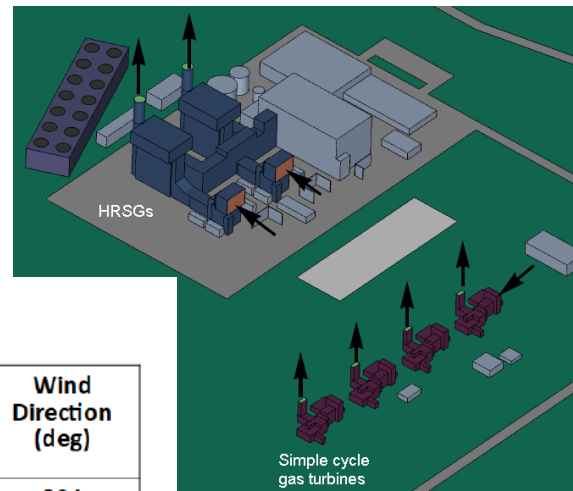 HRSGs
Wind
Direction
(deg)
Simple cycle
gas turbines